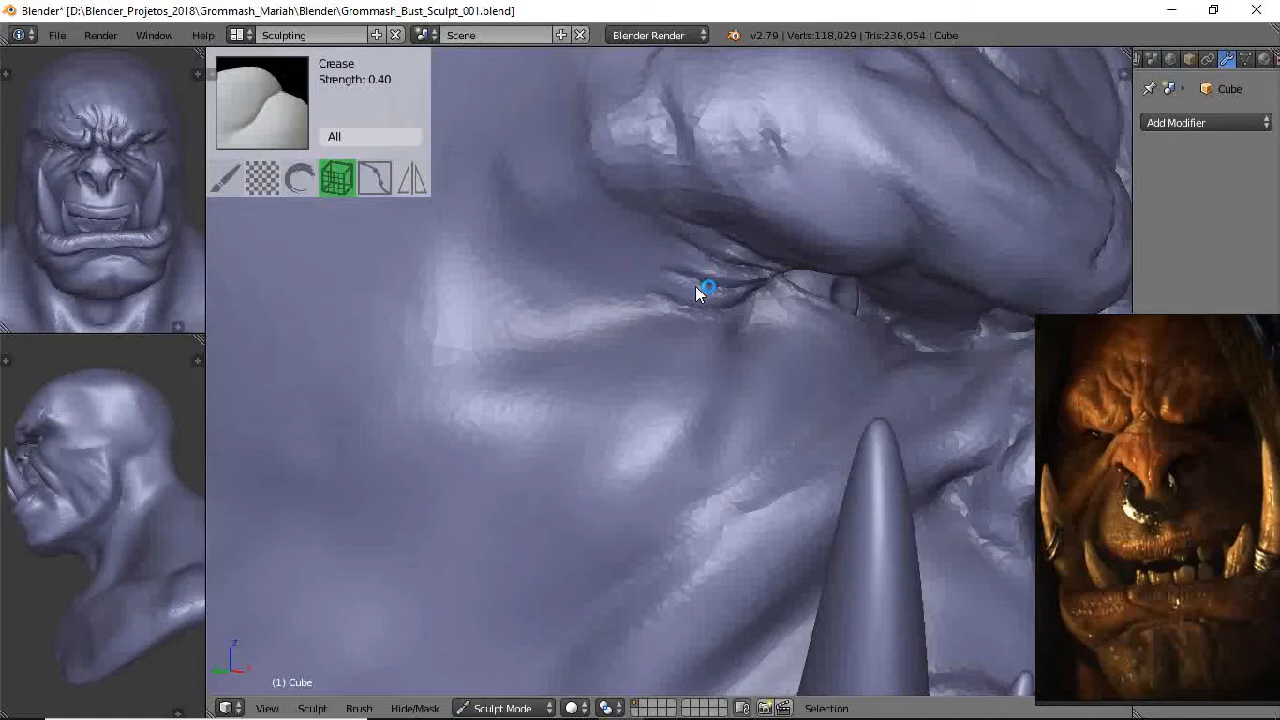 Blender* [D:\Blender_Projetos_2018\Grommash_Mariah\Blender\Grommash_Bust_Sculpt_001.blend]
File Render Window Help Sculpting Scene Blender Render v2.79 | Verts:118,029 | Tris:236,054 | Cube
Crease
Strength: 0.40
All
Cube
Add Modifier
Z
(1) Cube
View Sculpt Brush Hide/Mask Sculpt Mode Selection